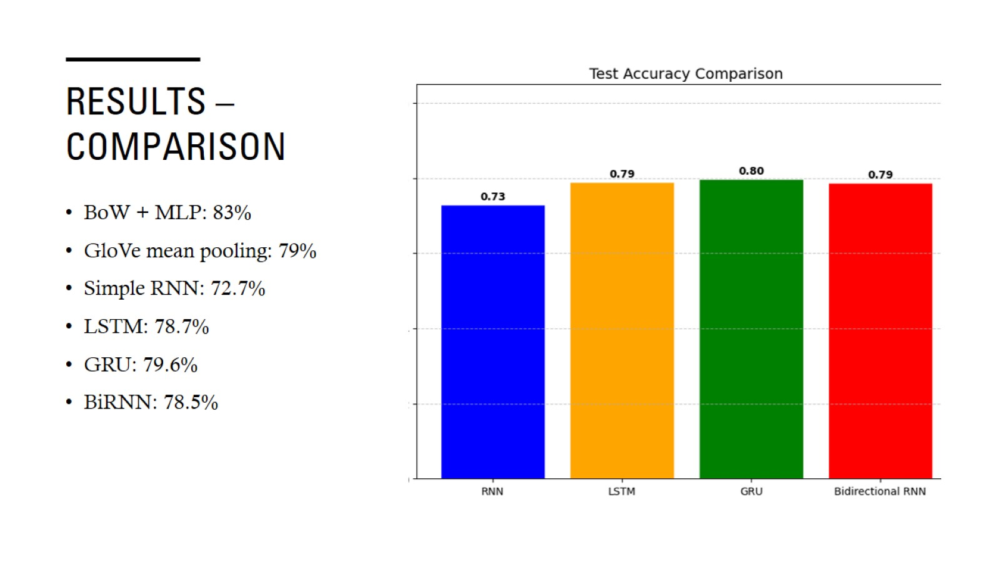 RESULTS –
COMPARISON
• BoW + MLP: 83%
• GloVe mean pooling: 79%
• Simple RNN: 72.7%
• LSTM: 78.7%
• GRU: 79.6%
• BiRNN: 78.5%
Test Accuracy Comparison
0.73
0.79
0.80
0.79
RNN
LSTM
GRU
Bidirectional RNN